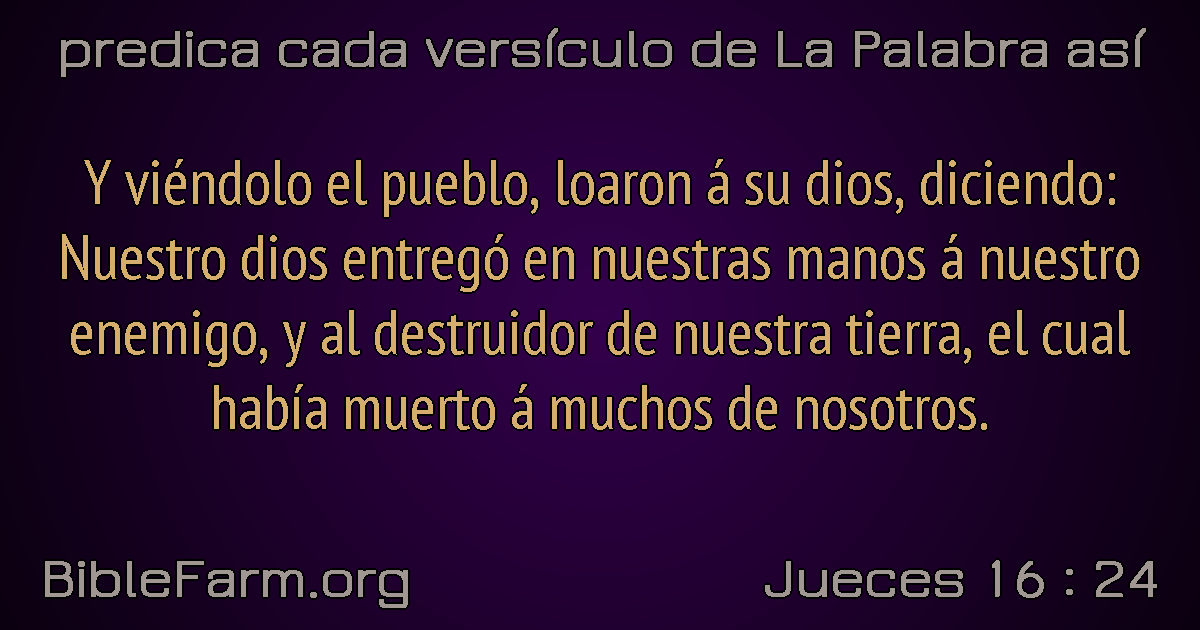 predica cada versículo de La Palabra así
Y viéndolo el pueblo, loaron á su dios, diciendo:
Nuestro dios entregó en nuestras manos á nuestro
enemigo, y al destruidor de nuestra tierra, el cual
había muerto á muchos de nosotros.
BibleFarm.org
Jueces 16 : 24